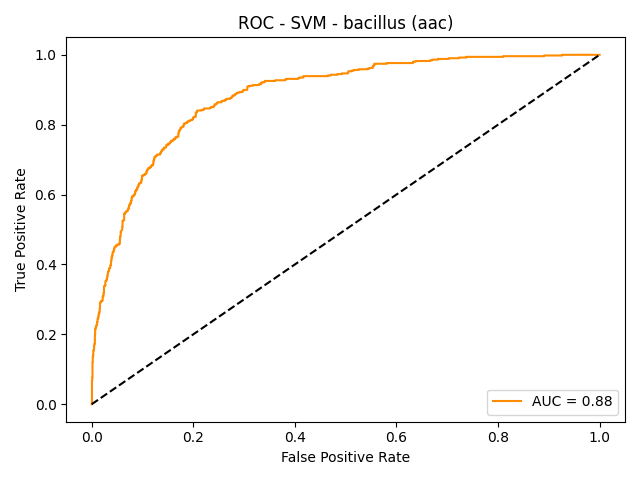 ROC - SVM - bacillus (aac)
True Positive Rate
1.0
0.8
0.6
0.4
0.2
0.0
0.0 0.2 0.4 0.6 0.8 1.0
False Positive Rate
AUC = 0.88